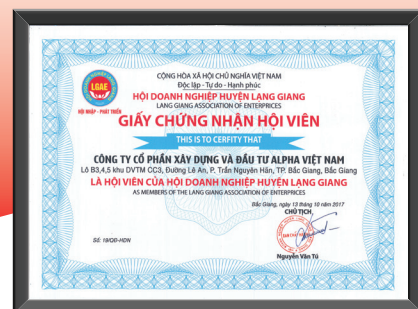 CỘNG HÒA XÃ HỘI CHỦ NGHĨA VIỆT NAM
Độc lập - Tự do - Hạnh phúc
LGAE
HỘI NHẬP - PHÁT TRIỂN
HỘI DOANH NGHIỆP HUYỆN LẠNG GIANG
LANG GIANG ASSOCIATION OF ENTERPRICES
GIẤY CHỨNG NHẬN HỘI VIÊN
THIS IS TO CERFITY THAT
CÔNG TY CỔ PHẦN XÂY DỰNG VÀ ĐẦU TƯ ALPHA VIỆT NAM
Lô B3,4,5 khu DVTM CC3, Đường Lê An, P. Trần Nguyên Hãn, TP. Bắc Giang, Bắc Giang
LÀ HỘI VIÊN CỦA HỘI DOANH NGHIỆP HUYỆN LẠNG GIANG
AS MEMBERS OF THE LANG GIANG ASSOCIATION OF ENTERPRICES
Bắc Giang, ngày 13 tháng 10 năm 2017
CHỦ TỊCH
Số: 19/QĐ-HDN
Nguyễn Văn Tú